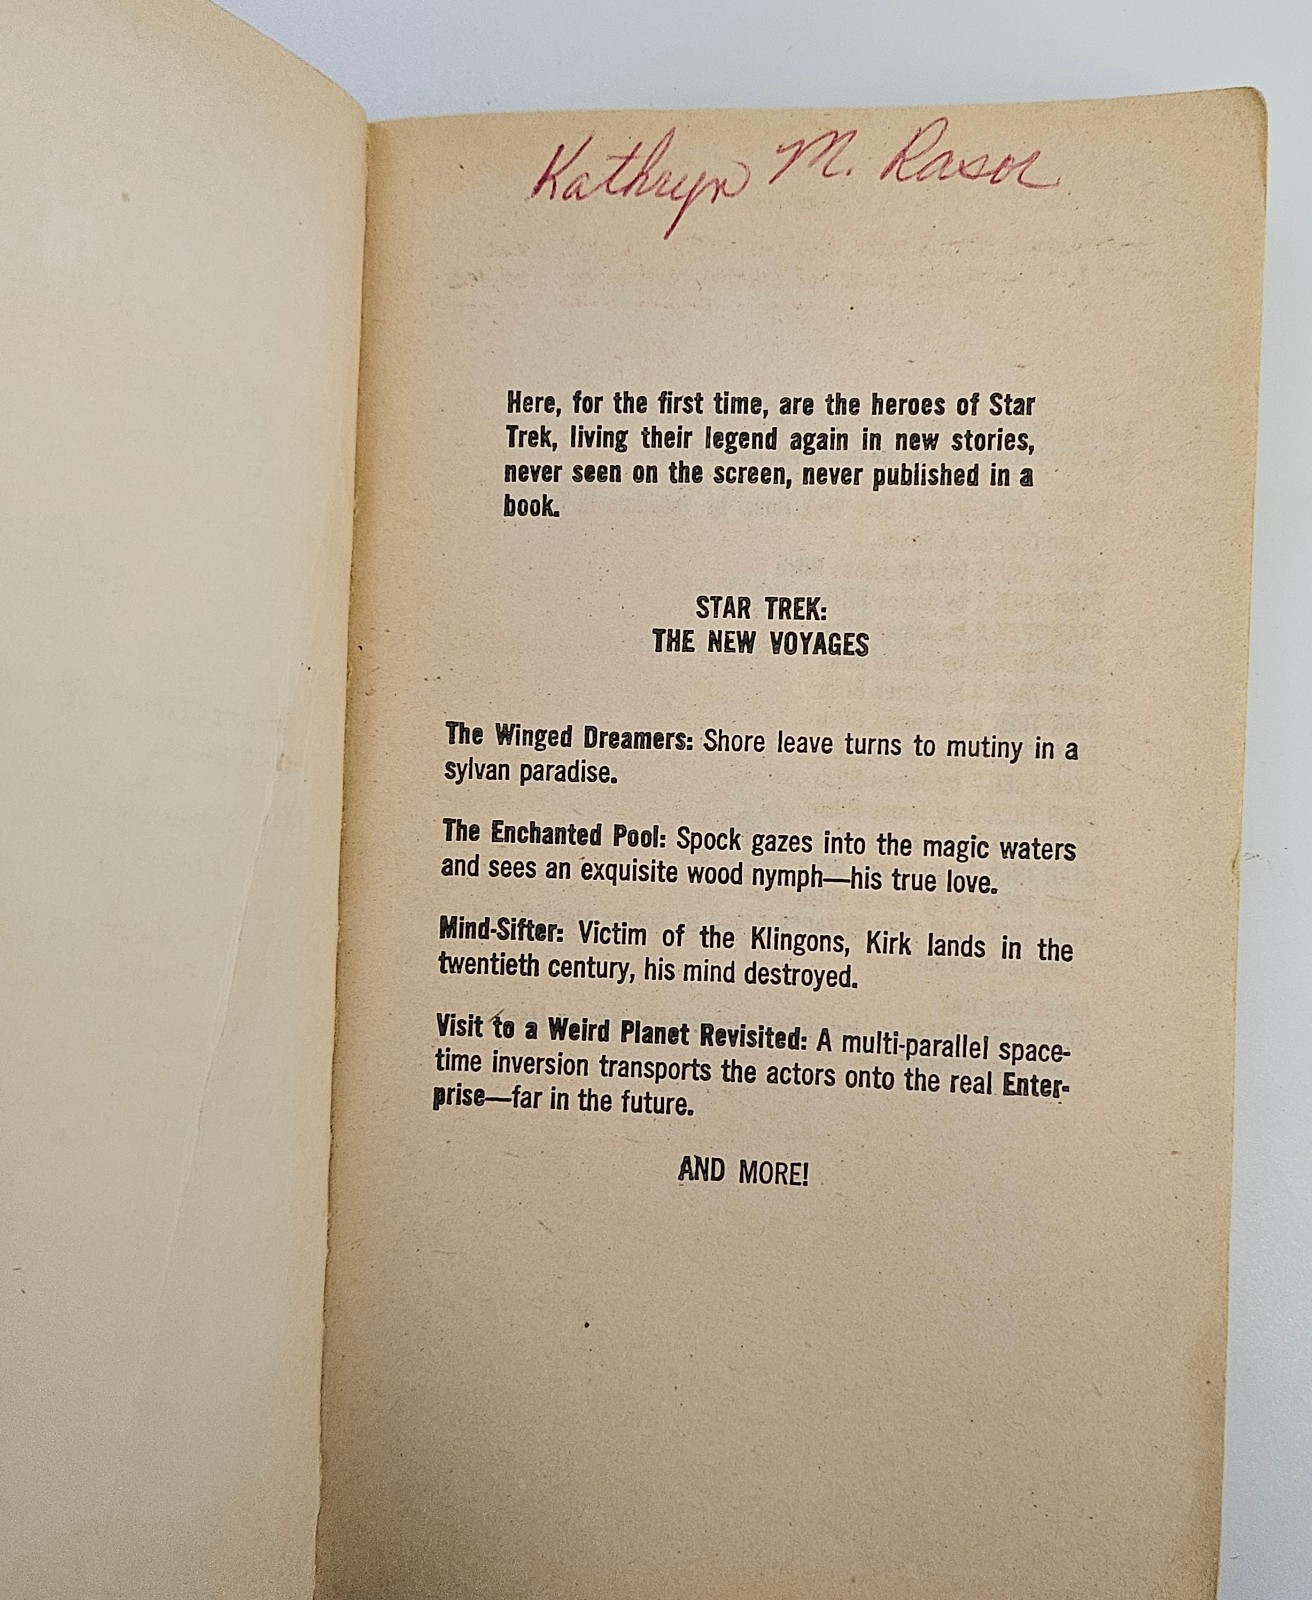 Kathryn M. Rasor
Here, for the first time, are the heroes of Star
Trek, living their legend again in new stories,
never seen on the screen, never published in a
book.
STAR TREK:
THE NEW VOYAGES
The Winged Dreamers: Shore leave turns to mutiny in a
sylvan paradise.
The Enchanted Pool: Spock gazes into the magic waters
and sees an exquisite wood nymph—his true love.
Mind-Sifter: Victim of the Klingons, Kirk lands in the
twentieth century, his mind destroyed.
Visit to a Weird Planet Revisited: A multi-parallel space-
time inversion transports the actors onto the real Enter-
prise—far in the future.
AND MORE!